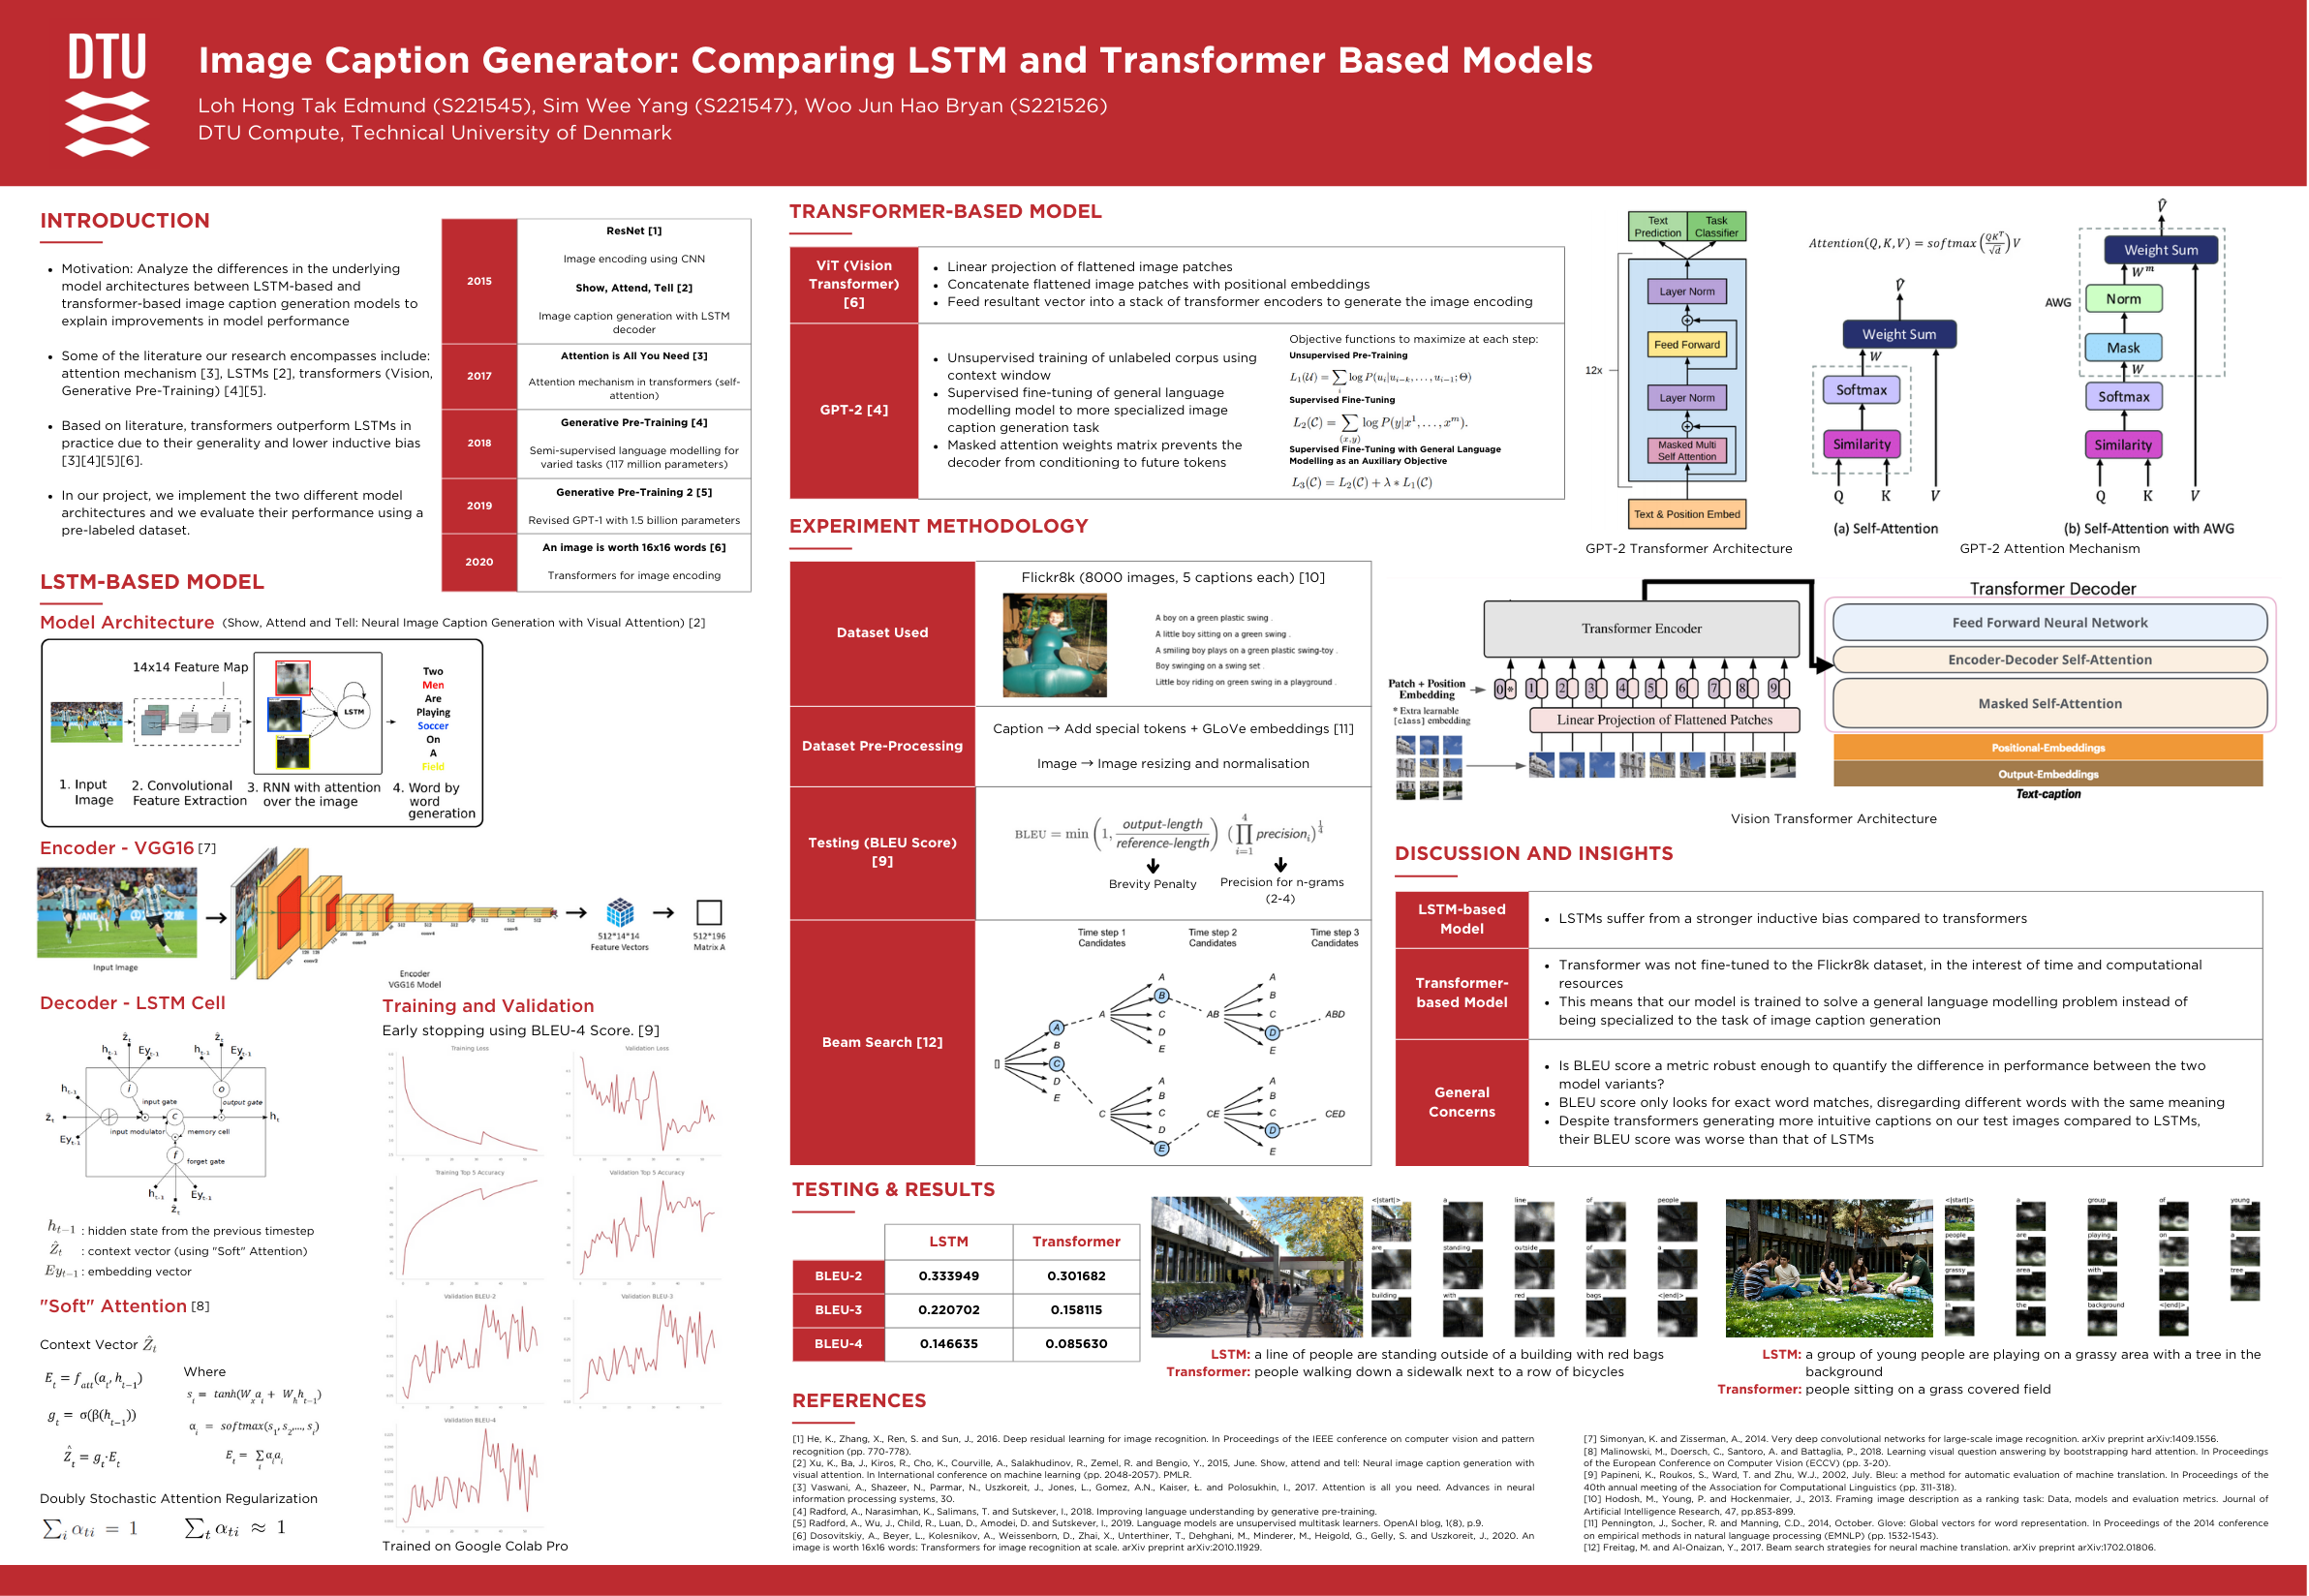 DTU
Image Caption Generator: Comparing LSTM and Transformer Based Models
Loh Hong Tak Edmund (S221545), Sim Wee Yang (S221547), Woo Jun Hao Bryan (S221526)
DTU Compute, Technical University of Denmark
INTRODUCTION
• Motivation: Analyze the differences in the underlying
model architectures between LSTM-based and
transformer-based image caption generation models to
explain improvements in model performance
• Some of the literature our research encompasses include:
attention mechanism [3], LSTMs [2], transformers (Vision,
Generative Pre-Training) [4][5].
• Based on literature, transformers outperform LSTMs in
practice due to their generality and lower inductive bias
[3][4][5][6].
• In our project, we implement the two different model
architectures and we evaluate their performance using a
pre-labeled dataset.
2015
ResNet [1]
Image encoding using CNN
Show, Attend, Tell [2]
Image caption generation with LSTM
decoder
2017
Attention is All You Need [3]
Attention mechanism in transformers (self-
attention)
2018
Generative Pre-Training [4]
Semi-supervised language modelling for
varied tasks (117 million parameters)
2019
Generative Pre-Training 2 [5]
Revised GPT-1 with 1.5 billion parameters
2020
An image is worth 16x16 words [6]
Transformers for image encoding
LSTM-BASED MODEL
Model Architecture (Show, Attend and Tell: Neural Image Caption Generation with Visual Attention) [2]
14x14 Feature Map
LSTM
Two
Men
Are
Playing
Soccer
On
A
Field
1. Input
Image
2. Convolutional
Feature Extraction
3. RNN with attention
over the image
4. Word by
word
generation
Encoder - VGG16 [7]
Input Image
Encoder
VGG16 Model
512*14*14
Feature Vectors
512*196
Matrix A
Decoder - LSTM Cell
input gate
output gate
input modulator
memory cell
forget gate
h_{t-1} : hidden state from the previous timestep
Ẑ_t : context vector (using "Soft" Attention)
Ey_{t-1} : embedding vector
"Soft" Attention [8]
Context Vector Ẑ_t
E_t = f_att(a_t, h_{t-1})
g_t = σ(β(h_{t-1}))
Ẑ_t = g_t·E_t
Where
s_i = tanh(W_x a_i + W_h h_{t-1})
α_i = softmax(s_1, s_2, ..., s_i)
E_t = Σ_i α_i a_i
Doubly Stochastic Attention Regularization
∑_i α_{ti} = 1 ∑_t α_{ti} ≈ 1
Training and Validation
Early stopping using BLEU-4 Score. [9]
Training Loss
Validation Loss
Training Top 5 Accuracy
Validation Top 5 Accuracy
Validation BLEU-2
Validation BLEU-3
Validation BLEU-4
Trained on Google Colab Pro
TRANSFORMER-BASED MODEL
ViT (Vision
Transformer)
[6]
• Linear projection of flattened image patches
• Concatenate flattened image patches with positional embeddings
• Feed resultant vector into a stack of transformer encoders to generate the image encoding
GPT-2 [4]
• Unsupervised training of unlabeled corpus using
context window
• Supervised fine-tuning of general language
modelling model to more specialized image
caption generation task
• Masked attention weights matrix prevents the
decoder from conditioning to future tokens
Objective functions to maximize at each step:
Unsupervised Pre-Training
L_1(U) = ∑_i log P(u_i|u_{i-k}, . . . , u_{i-1}; Θ)
Supervised Fine-Tuning
L_2(C) = ∑_{(x,y)} log P(y|x^1, . . . , x^m).
Supervised Fine-Tuning with General Language
Modelling as an Auxiliary Objective
L_3(C) = L_2(C) + λ * L_1(C)
Text
Prediction
Task
Classifier
Layer Norm
Feed Forward
12x
Layer Norm
Masked Multi
Self Attention
Text & Position Embed
GPT-2 Transformer Architecture
Attention(Q, K, V) = softmax(QK^T/√d)V
V̂
Weight Sum
W
Softmax
Similarity
Q K V
(a) Self-Attention
V̂
Weight Sum
W^m
AWG
Norm
Mask
W
Softmax
Similarity
Q K V
(b) Self-Attention with AWG
GPT-2 Attention Mechanism
EXPERIMENT METHODOLOGY
Dataset Used
Flickr8k (8000 images, 5 captions each) [10]
A boy on a green plastic swing .
A little boy sitting on a green swing .
A smiling boy plays on a green plastic swing-toy .
Boy swinging on a swing set .
Little boy riding on green swing in a playground .
Dataset Pre-Processing
Caption → Add special tokens + GLoVe embeddings [11]
Image → Image resizing and normalisation
Testing (BLEU Score)
[9]
BLEU = min(1, output-length/reference-length) (∏_{i=1}^4 precision_i)^{1/4}
Brevity Penalty
Precision for n-grams
(2-4)
Beam Search [12]
Time step 1
Candidates
Time step 2
Candidates
Time step 3
Candidates
A B C D E
A
A B C D E
AB
A B C D E
ABD
C
A B C D E
CE
A B C D E
CED
Transformer Encoder
Patch + Position
Embedding
* Extra learnable
[class] embedding
0 * 1 2 3 4 5 6 7 8 9
Linear Projection of Flattened Patches
Transformer Decoder
Feed Forward Neural Network
Encoder-Decoder Self-Attention
Masked Self-Attention
Positional-Embeddings
Output-Embeddings
Text-caption
Vision Transformer Architecture
DISCUSSION AND INSIGHTS
LSTM-based
Model
• LSTMs suffer from a stronger inductive bias compared to transformers
Transformer-
based Model
• Transformer was not fine-tuned to the Flickr8k dataset, in the interest of time and computational
resources
• This means that our model is trained to solve a general language modelling problem instead of
being specialized to the task of image caption generation
General
Concerns
• Is BLEU score a metric robust enough to quantify the difference in performance between the two
model variants?
• BLEU score only looks for exact word matches, disregarding different words with the same meaning
• Despite transformers generating more intuitive captions on our test images compared to LSTMs,
their BLEU score was worse than that of LSTMs
TESTING & RESULTS
LSTM Transformer
BLEU-2 0.333949 0.301682
BLEU-3 0.220702 0.158115
BLEU-4 0.146635 0.085630
<|start|> a line of people
are standing outside of a
building with red bags <|end|>
LSTM: a line of people are standing outside of a building with red bags
Transformer: people walking down a sidewalk next to a row of bicycles
<|start|> a group of young
people are playing on a
grassy area with a tree
in the background <|end|>
LSTM: a group of young people are playing on a grassy area with a tree in the
background
Transformer: people sitting on a grass covered field
REFERENCES
[1] He, K., Zhang, X., Ren, S. and Sun, J., 2016. Deep residual learning for image recognition. In Proceedings of the IEEE conference on computer vision and pattern
recognition (pp. 770-778).
[2] Xu, K., Ba, J., Kiros, R., Cho, K., Courville, A., Salakhudinov, R., Zemel, R. and Bengio, Y., 2015, June. Show, attend and tell: Neural image caption generation with
visual attention. In International conference on machine learning (pp. 2048-2057). PMLR.
[3] Vaswani, A., Shazeer, N., Parmar, N., Uszkoreit, J., Jones, L., Gomez, A.N., Kaiser, Ł. and Polosukhin, I., 2017. Attention is all you need. Advances in neural
information processing systems, 30.
[4] Radford, A., Narasimhan, K., Salimans, T. and Sutskever, I., 2018. Improving language understanding by generative pre-training.
[5] Radford, A., Wu, J., Child, R., Luan, D., Amodei, D. and Sutskever, I., 2019. Language models are unsupervised multitask learners. OpenAI blog, 1(8), p.9.
[6] Dosovitskiy, A., Beyer, L., Kolesnikov, A., Weissenborn, D., Zhai, X., Unterthiner, T., Dehghani, M., Minderer, M., Heigold, G., Gelly, S. and Uszkoreit, J., 2020. An
image is worth 16x16 words: Transformers for image recognition at scale. arXiv preprint arXiv:2010.11929.
[7] Simonyan, K. and Zisserman, A., 2014. Very deep convolutional networks for large-scale image recognition. arXiv preprint arXiv:1409.1556.
[8] Malinowski, M., Doersch, C., Santoro, A. and Battaglia, P., 2018. Learning visual question answering by bootstrapping hard attention. In Proceedings
of the European Conference on Computer Vision (ECCV) (pp. 3-20).
[9] Papineni, K., Roukos, S., Ward, T. and Zhu, W.J., 2002, July. Bleu: a method for automatic evaluation of machine translation. In Proceedings of the
40th annual meeting of the Association for Computational Linguistics (pp. 311-318).
[10] Hodosh, M., Young, P. and Hockenmaier, J., 2013. Framing image description as a ranking task: Data, models and evaluation metrics. Journal of
Artificial Intelligence Research, 47, pp.853-899.
[11] Pennington, J., Socher, R. and Manning, C.D., 2014, October. Glove: Global vectors for word representation. In Proceedings of the 2014 conference
on empirical methods in natural language processing (EMNLP) (pp. 1532-1543).
[12] Freitag, M. and Al-Onaizan, Y., 2017. Beam search strategies for neural machine translation. arXiv preprint arXiv:1702.01806.